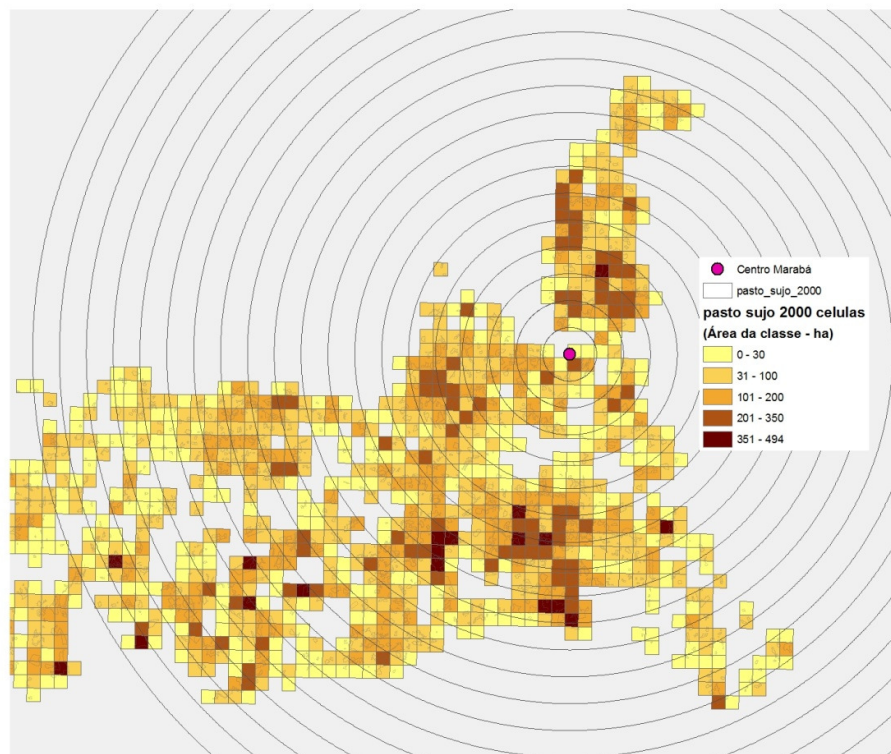 Centro Marabá
pasto_sujo_2000
pasto sujo 2000 celulas
(Área da classe - ha)
0 - 30
31 - 100
101 - 200
201 - 350
351 - 494